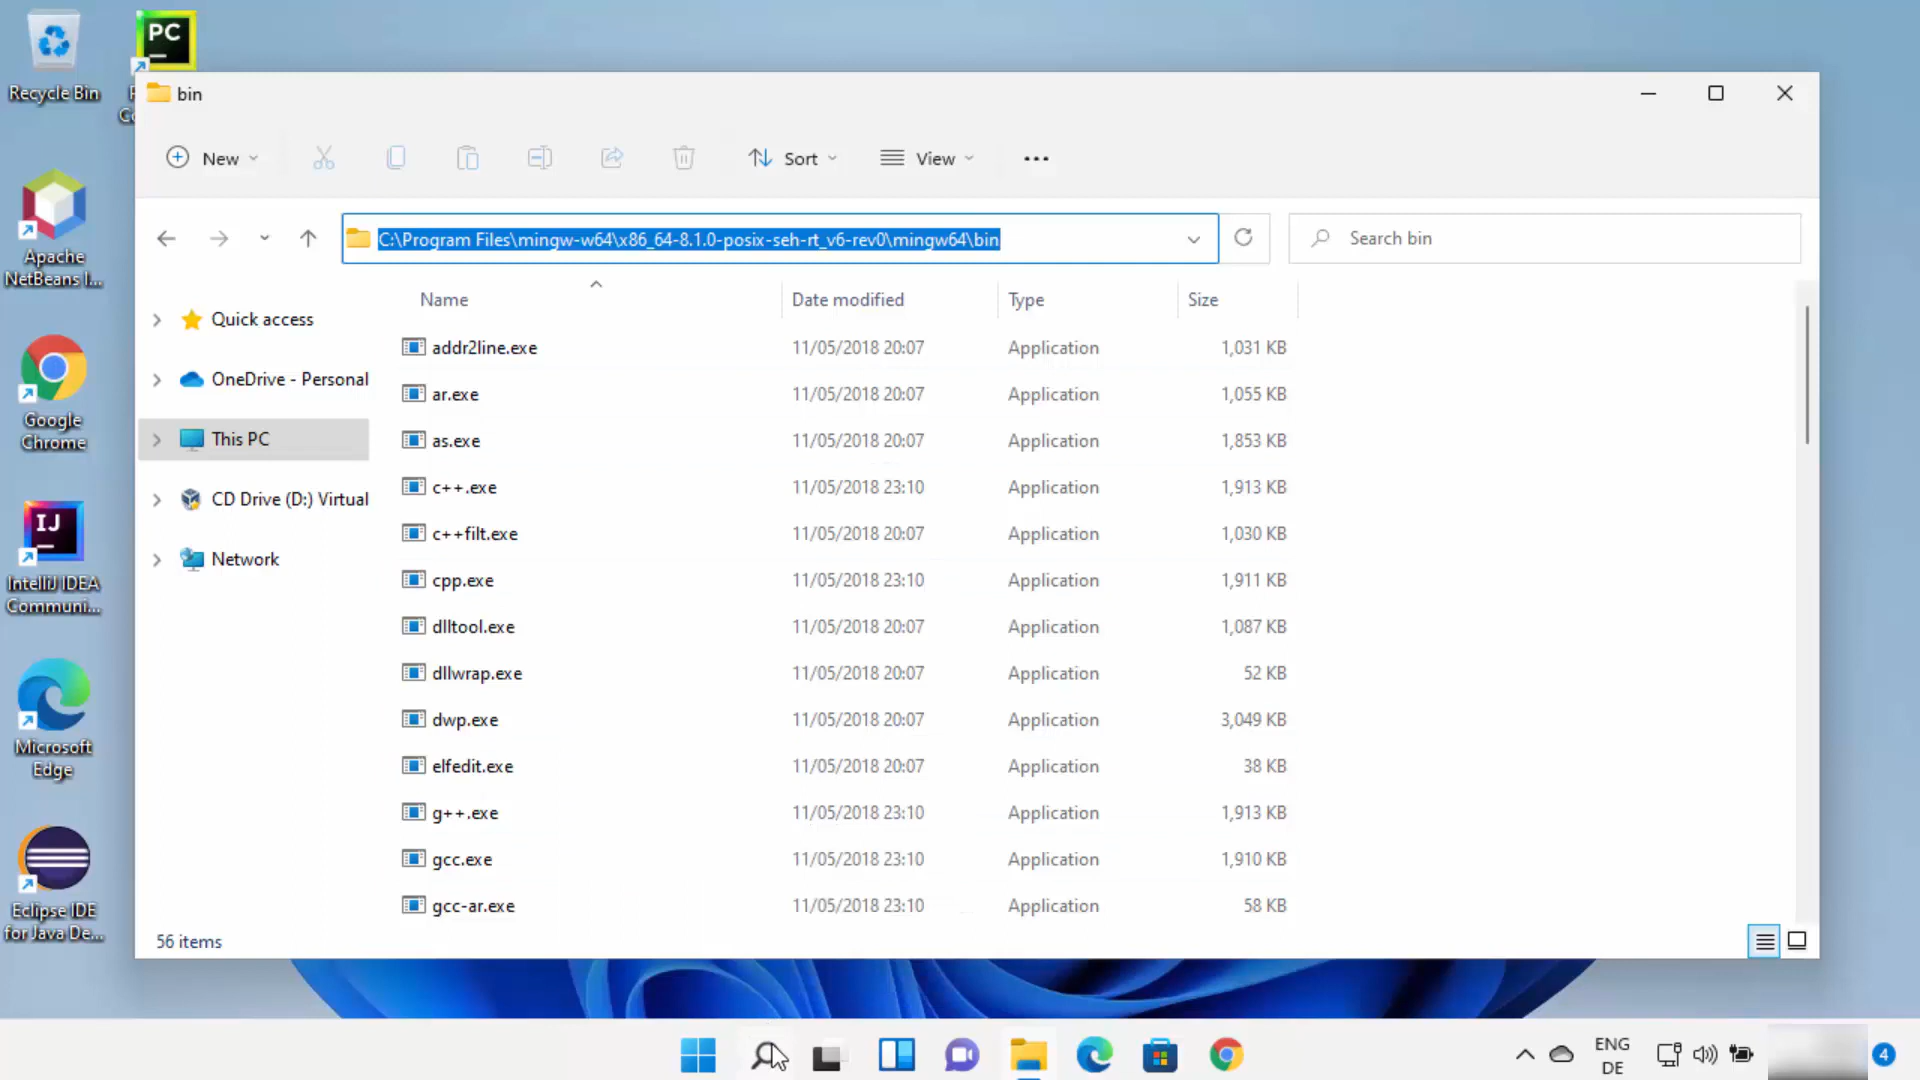 PC
Recycle Bin
bin
New
Sort
View
C:\Program Files\mingw-w64\x86_64-8.1.0-posix-seh-rt_v6-rev0\mingw64\bin
Search bin
Apache
NetBeans I...
Google
Chrome
IJ
IntelliJ IDEA
Communi...
Microsoft
Edge
Eclipse IDE
for Java De...
Quick access
OneDrive - Personal
This PC
CD Drive (D:) Virtual
Network
Name Date modified Type Size
addr2line.exe 11/05/2018 20:07 Application 1,031 KB
ar.exe 11/05/2018 20:07 Application 1,055 KB
as.exe 11/05/2018 20:07 Application 1,853 KB
c++.exe 11/05/2018 23:10 Application 1,913 KB
c++filt.exe 11/05/2018 20:07 Application 1,030 KB
cpp.exe 11/05/2018 23:10 Application 1,911 KB
dlltool.exe 11/05/2018 20:07 Application 1,087 KB
dllwrap.exe 11/05/2018 20:07 Application 52 KB
dwp.exe 11/05/2018 20:07 Application 3,049 KB
elfedit.exe 11/05/2018 20:07 Application 38 KB
g++.exe 11/05/2018 23:10 Application 1,913 KB
gcc.exe 11/05/2018 23:10 Application 1,910 KB
gcc-ar.exe 11/05/2018 23:10 Application 58 KB
56 items
ENG
DE
4